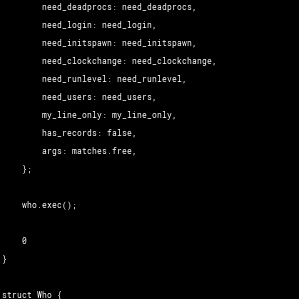 need_deadprocs: need_deadprocs,
need_login: need_login,
need_initspawn: need_initspawn,
need_clockchange: need_clockchange,
need_runlevel: need_runlevel,
need_users: need_users,
my_line_only: my_line_only,
has_records: false,
args: matches.free,
};
who.exec();
0
}
struct Who {